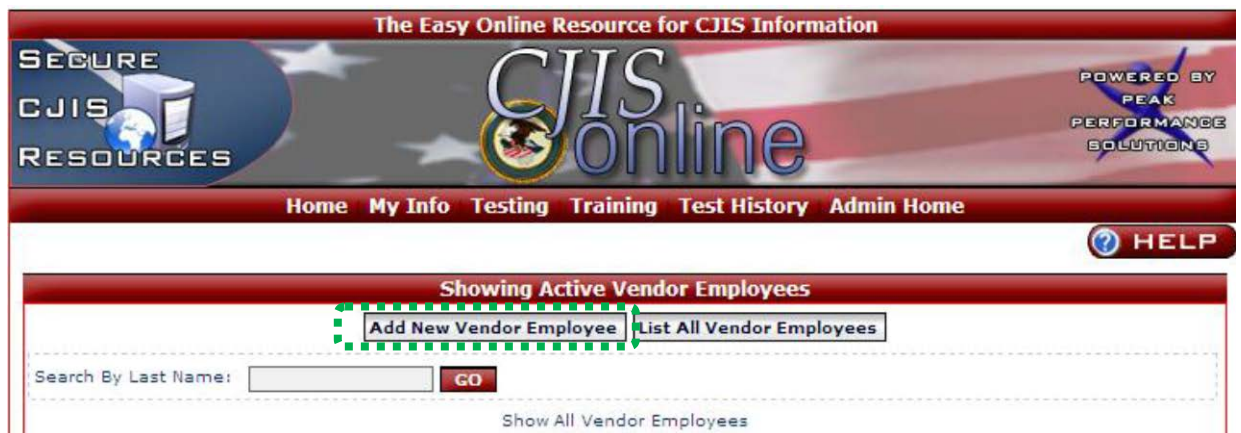 The Easy Online Resource for CJIS Information
SECURE
CJIS
RESOURCES
CJIS
online
POWERED BY
PEAK
PERFORMANCE
SOLUTIONS
Home My Info Testing Training Test History Admin Home
? HELP
Showing Active Vendor Employees
Add New Vendor Employee List All Vendor Employees
Search By Last Name: GO
Show All Vendor Employees